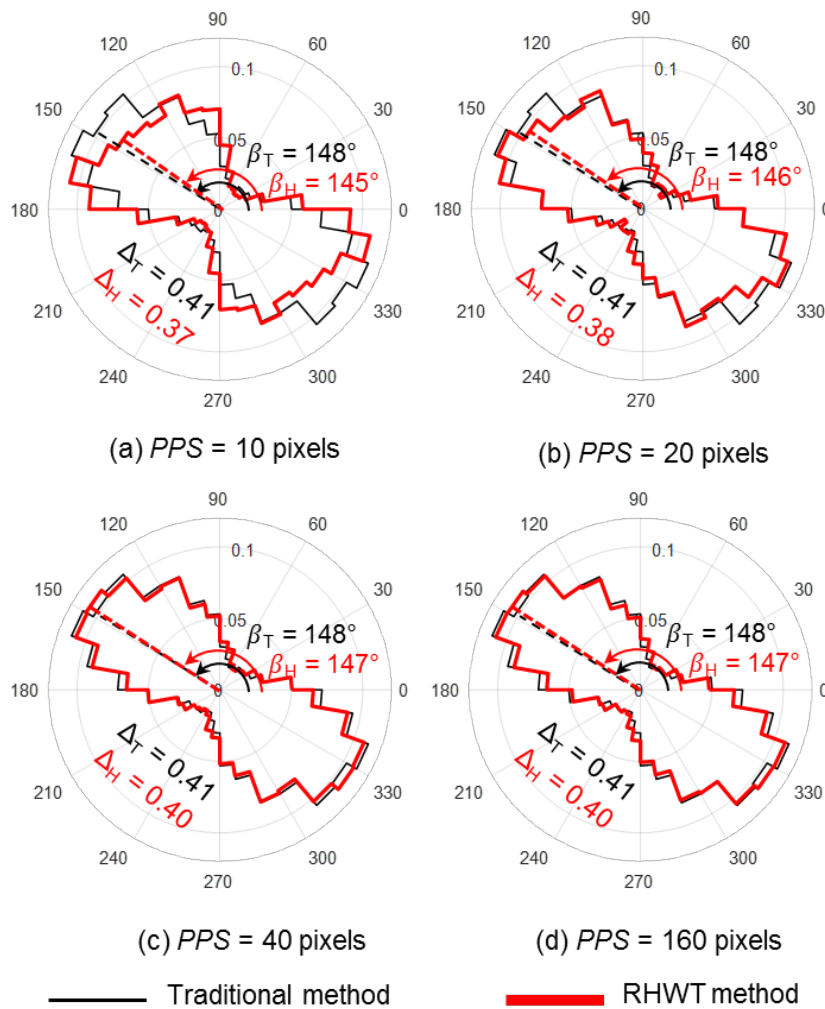 90
90
120
60
120
60
0.1
0.1
150
30
150
30
0.05
0.05
βT = 148°
βT = 148°
βH = 145°
βH = 146°
180
0
0
180
0
0
ΔT = 0.41
ΔT = 0.41
ΔH = 0.37
ΔH = 0.38
210
330
210
330
240
300
240
300
270
270
(a) PPS = 10 pixels
(b) PPS = 20 pixels
90
90
120
60
120
60
0.1
0.1
150
30
150
30
0.05
0.05
βT = 148°
βT = 148°
βH = 147°
βH = 147°
180
0
0
180
0
0
ΔT = 0.41
ΔT = 0.41
ΔH = 0.40
ΔH = 0.40
210
330
210
330
240
300
240
300
270
270
(c) PPS = 40 pixels
(d) PPS = 160 pixels
Traditional method
RHWT method